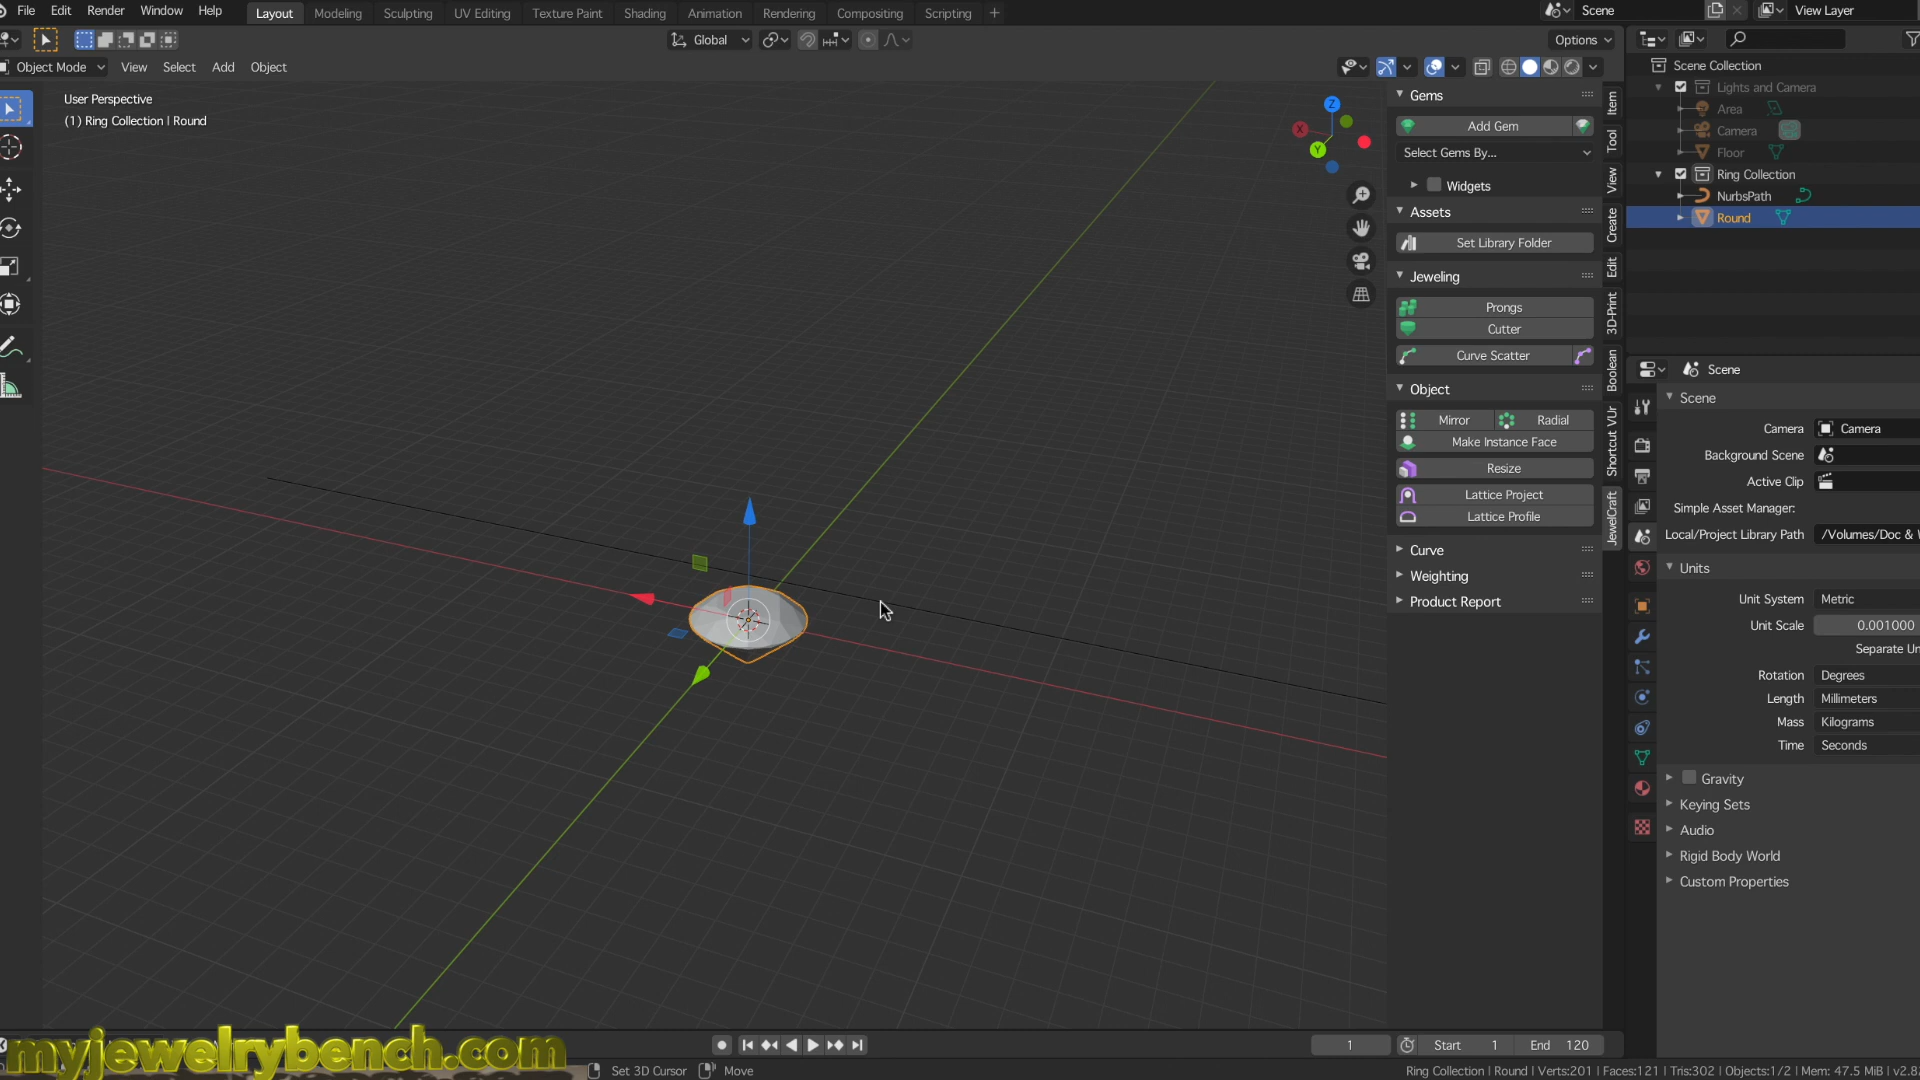 File Edit Render Window Help Layout Modeling Sculpting UV Editing Texture Paint Shading Animation Rendering Compositing Scripting + Scene View Layer
Global Options
Object Mode View Select Add Object
User Perspective
(1) Ring Collection | Round
Z
X
Y
Gems
Add Gem
Select Gems By...
Widgets
Assets
Set Library Folder
Jeweling
Prongs
Cutter
Curve Scatter
Object
Mirror Radial
Make Instance Face
Resize
Lattice Project
Lattice Profile
Curve
Weighting
Product Report
Item
Tool
View
Create
Edit
3D-Print
Boolean
Shortcut VUr
JewelCraft
Scene Collection
Lights and Camera
Area
Camera
Floor
Ring Collection
NurbsPath
Round
Scene
Scene
Camera Camera
Background Scene
Active Clip
Simple Asset Manager:
Local/Project Library Path /Volumes/Doc &
Units
Unit System Metric
Unit Scale 0.001000
Separate Un
Rotation Degrees
Length Millimeters
Mass Kilograms
Time Seconds
Gravity
Keying Sets
Audio
Rigid Body World
Custom Properties
myjewelrybench.com
1 Start 1 End 120
Set 3D Cursor Move
Ring Collection | Round | Verts:201 | Faces:121 | Tris:302 | Objects:1/2 | Mem: 47.5 MiB | v2.8